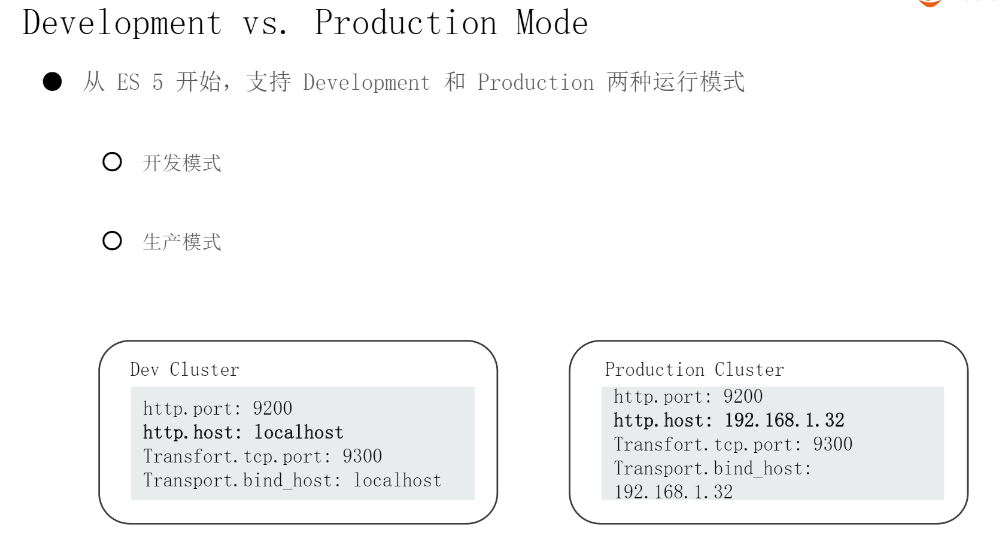 Development vs. Production Mode
从 ES 5 开始，支持 Development 和 Production 两种运行模式
开发模式
生产模式
Dev Cluster
http.port: 9200
http.host: localhost
Transfort.tcp.port: 9300
Transport.bind_host: localhost
Production Cluster
http.port: 9200
http.host: 192.168.1.32
Transfort.tcp.port: 9300
Transport.bind_host:
192.168.1.32